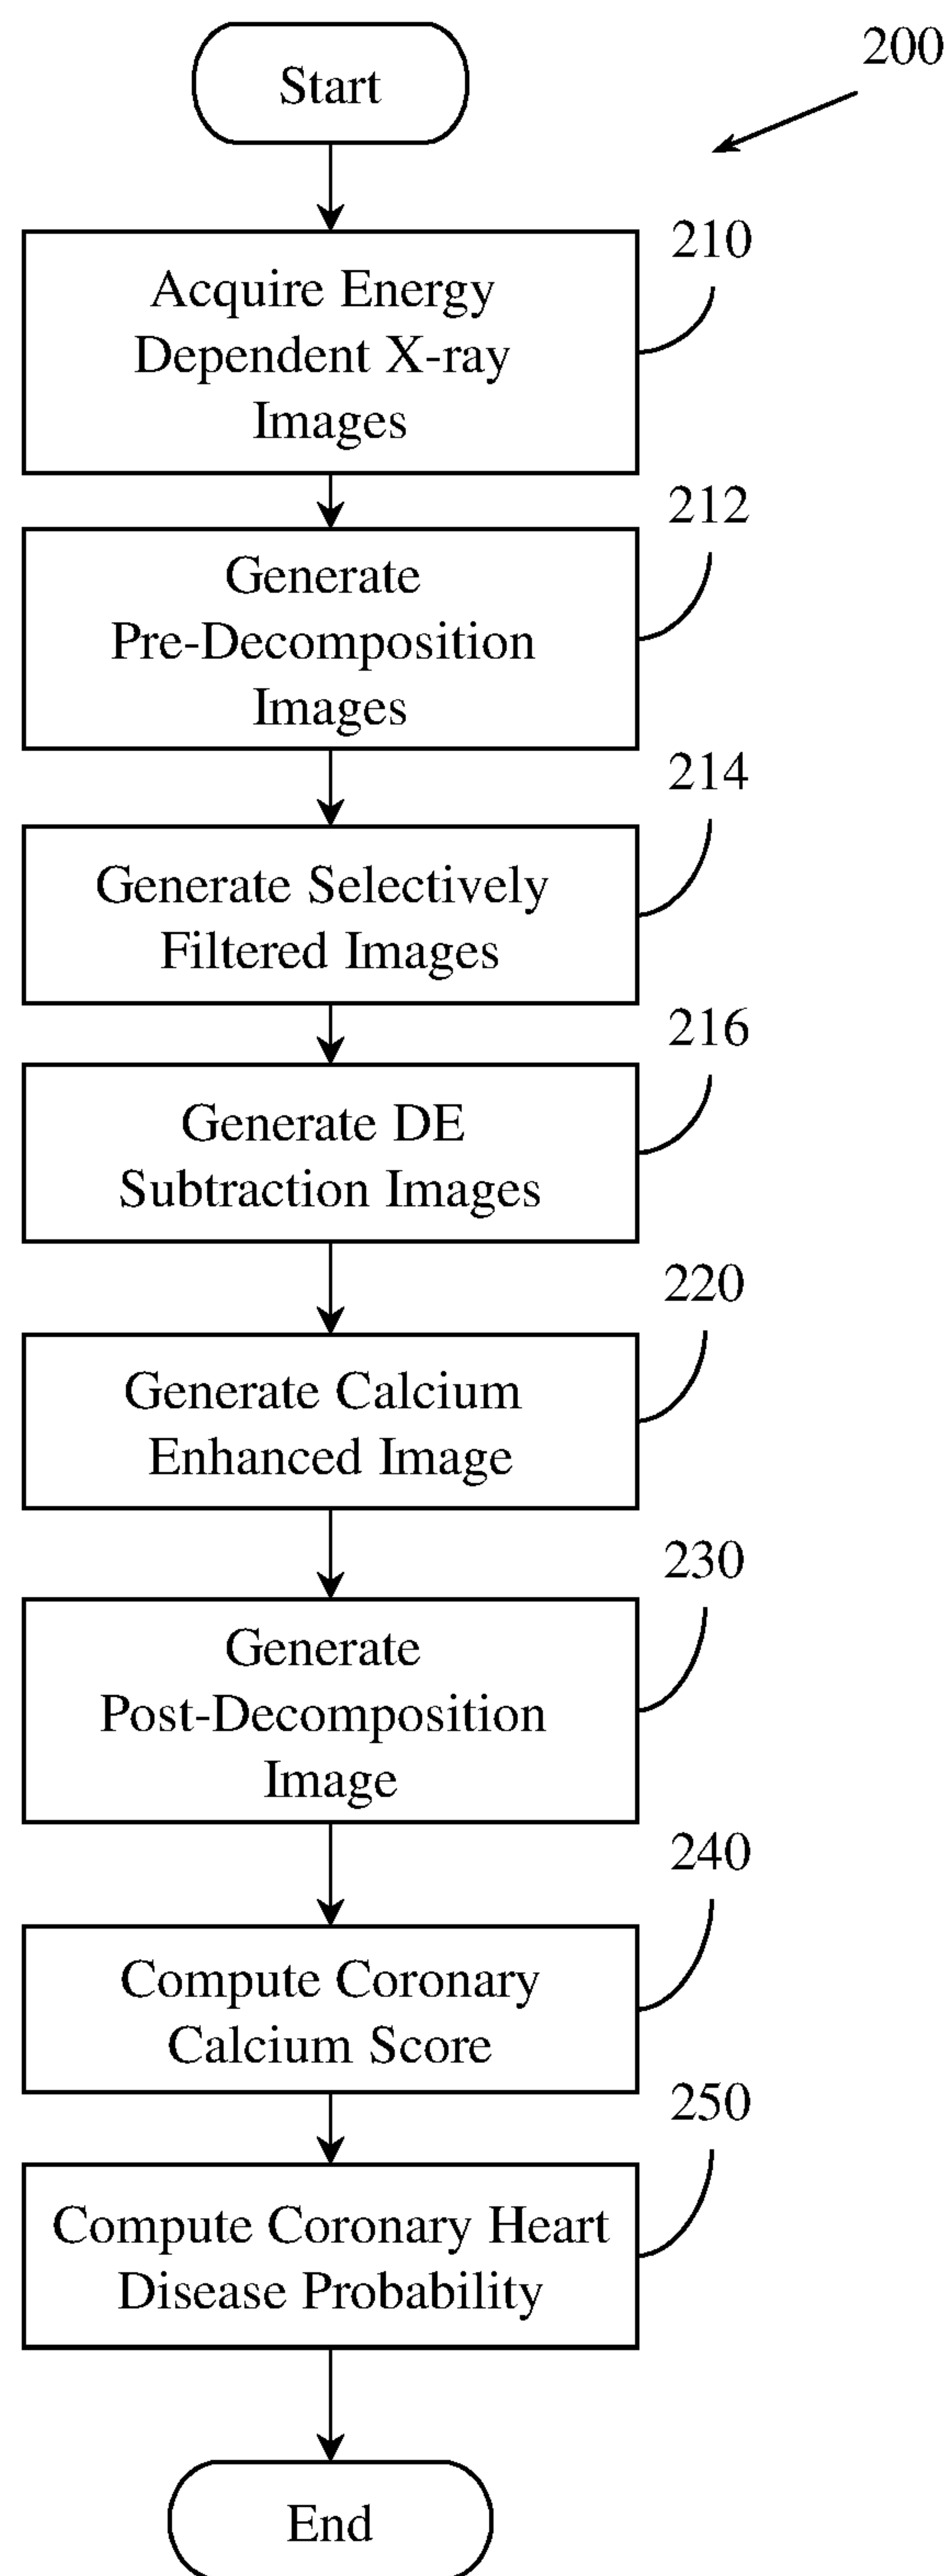 200
Start
210
Acquire Energy
Dependent X-ray
Images
212
Generate
Pre-Decomposition
Images
214
Generate Selectively
Filtered Images
216
Generate DE
Subtraction Images
220
Generate Calcium
Enhanced Image
230
Generate
Post-Decomposition
Image
240
Compute Coronary
Calcium Score
250
Compute Coronary Heart
Disease Probability
End